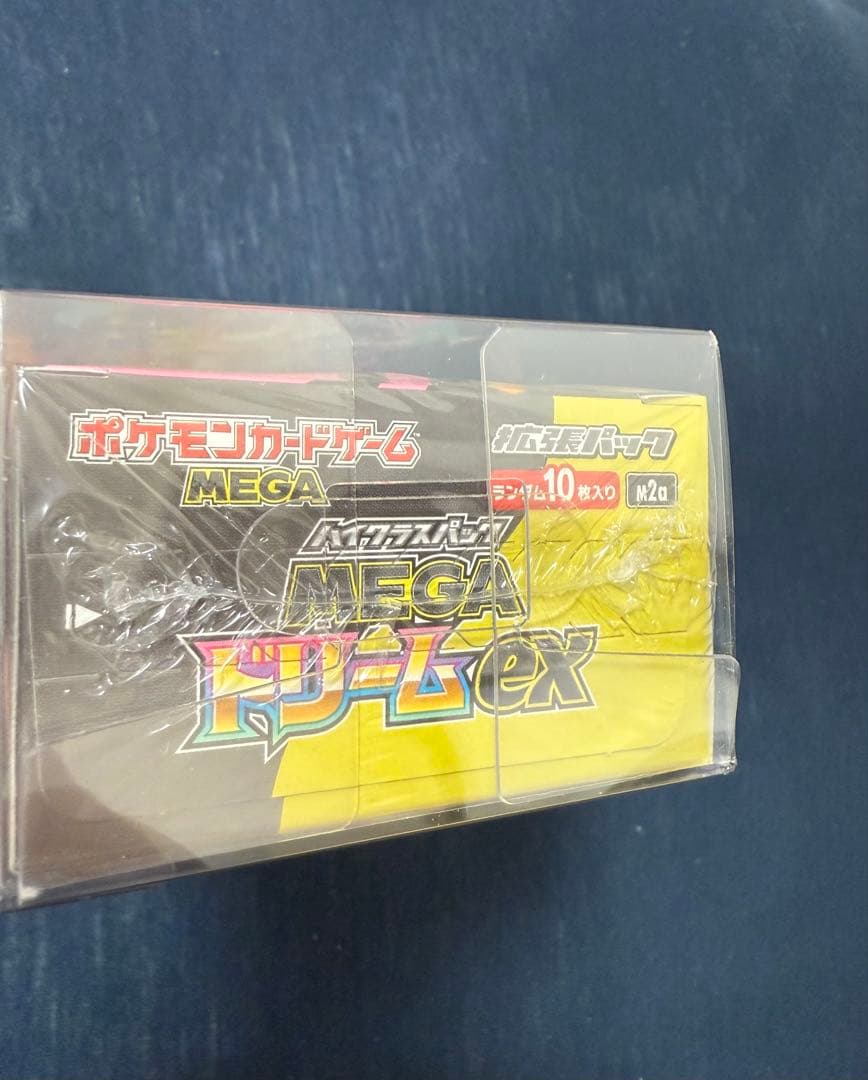 ポケモンカードゲーム™
MEGA
拡張パック
ランダム10枚入り
M2a
ハイクラスパック
MEGA
ドリームex